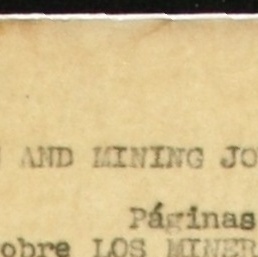 AND MINING JO
Páginas
obre LOS MINER